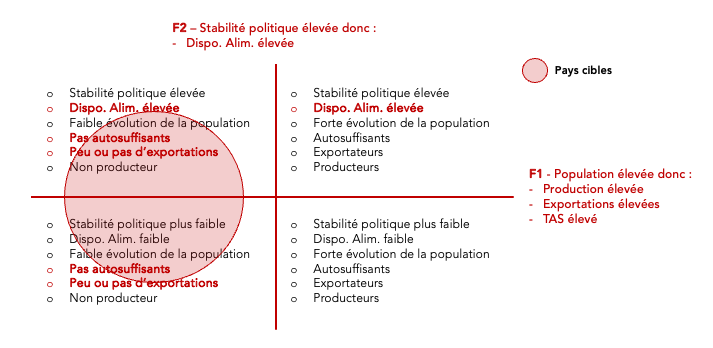 F2 – Stabilité politique élevée donc :
- Dispo. Alim. élevée
Pays cibles
o Stabilité politique élevée
o Dispo. Alim. élevée
o Faible évolution de la population
o Pas autosuffisants
o Peu ou pas d'exportations
o Non producteur
o Stabilité politique élevée
o Dispo. Alim. élevée
o Forte évolution de la population
o Autosuffisants
o Exportateurs
o Producteurs
F1 - Population élevée donc :
- Production élevée
- Exportations élevées
- TAS élevé
o Stabilité politique plus faible
o Dispo. Alim. faible
o Faible évolution de la population
o Pas autosuffisants
o Peu ou pas d'exportations
o Non producteur
o Stabilité politique plus faible
o Dispo. Alim. faible
o Forte évolution de la population
o Autosuffisants
o Exportateurs
o Producteurs